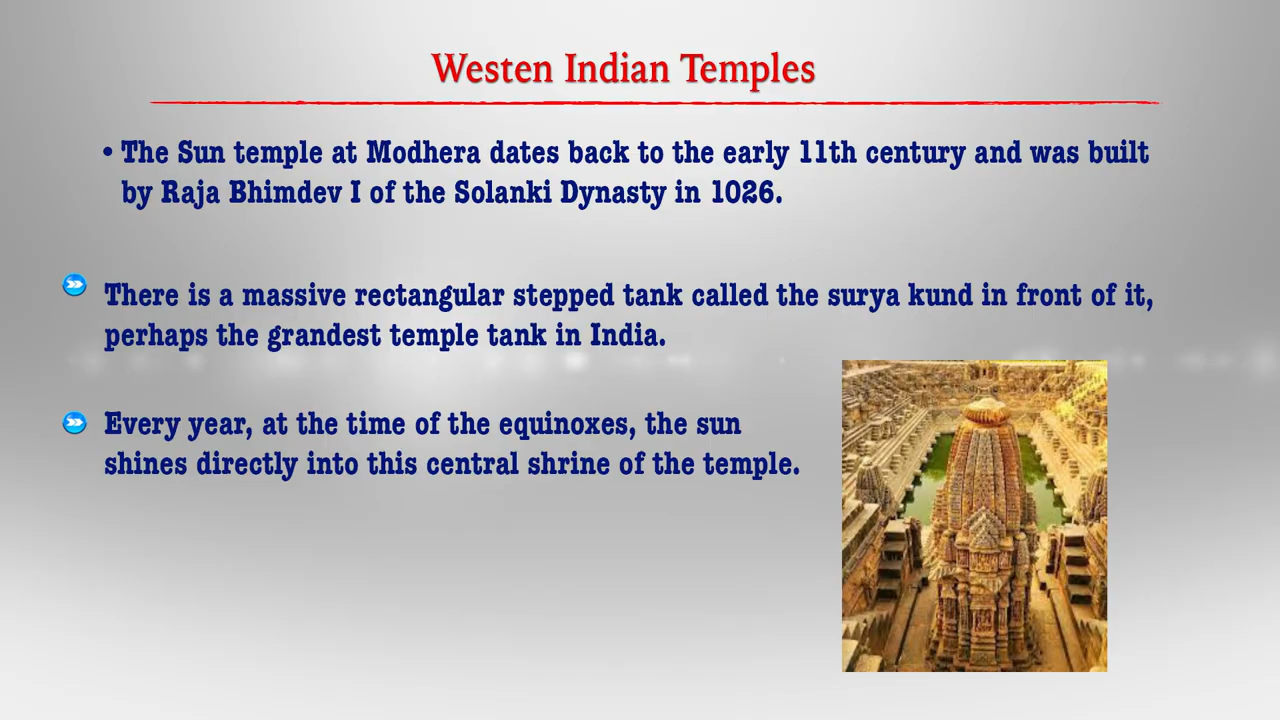 Westen Indian Temples
• The Sun temple at Modhera dates back to the early 11th century and was built
by Raja Bhimdev I of the Solanki Dynasty in 1026.
There is a massive rectangular stepped tank called the surya kund in front of it,
perhaps the grandest temple tank in India.
Every year, at the time of the equinoxes, the sun
shines directly into this central shrine of the temple.